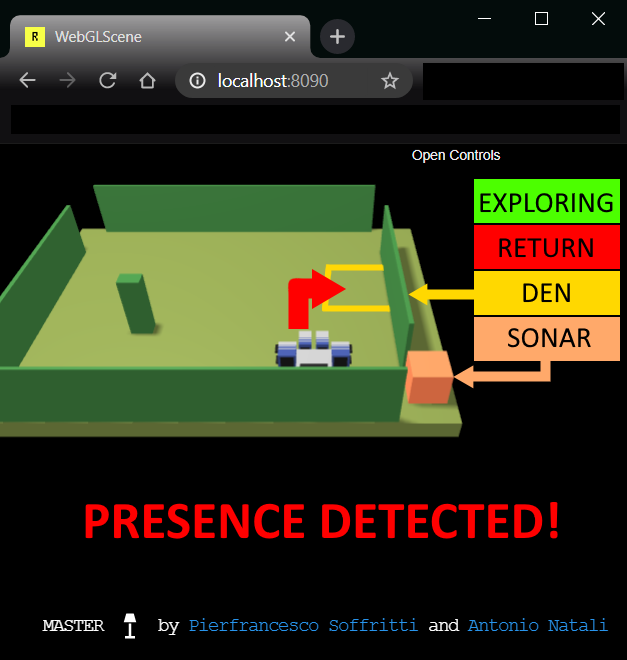 R WebGLScene
localhost:8090
Open Controls
EXPLORING
RETURN
DEN
SONAR
PRESENCE DETECTED!
MASTER by Pierfrancesco Soffritti and Antonio Natali